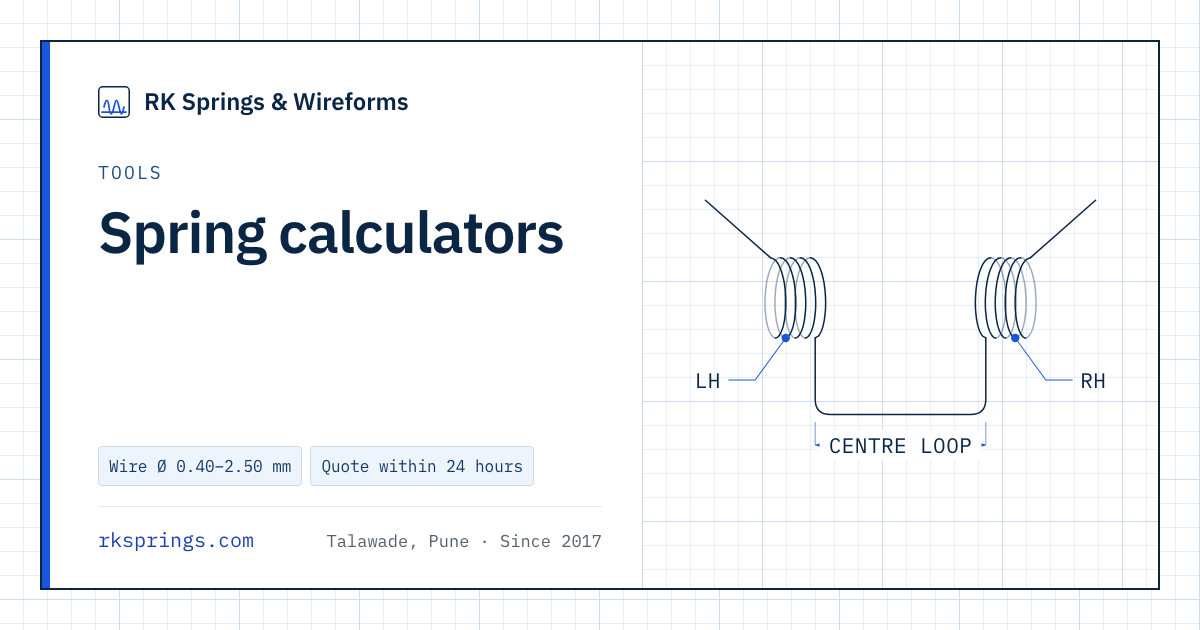 RK Springs & Wireforms
TOOLS
Spring calculators
Wire Ø 0.40–2.50 mm
Quote within 24 hours
rksprings.com
Talawade, Pune · Since 2017
LH
RH
CENTRE LOOP